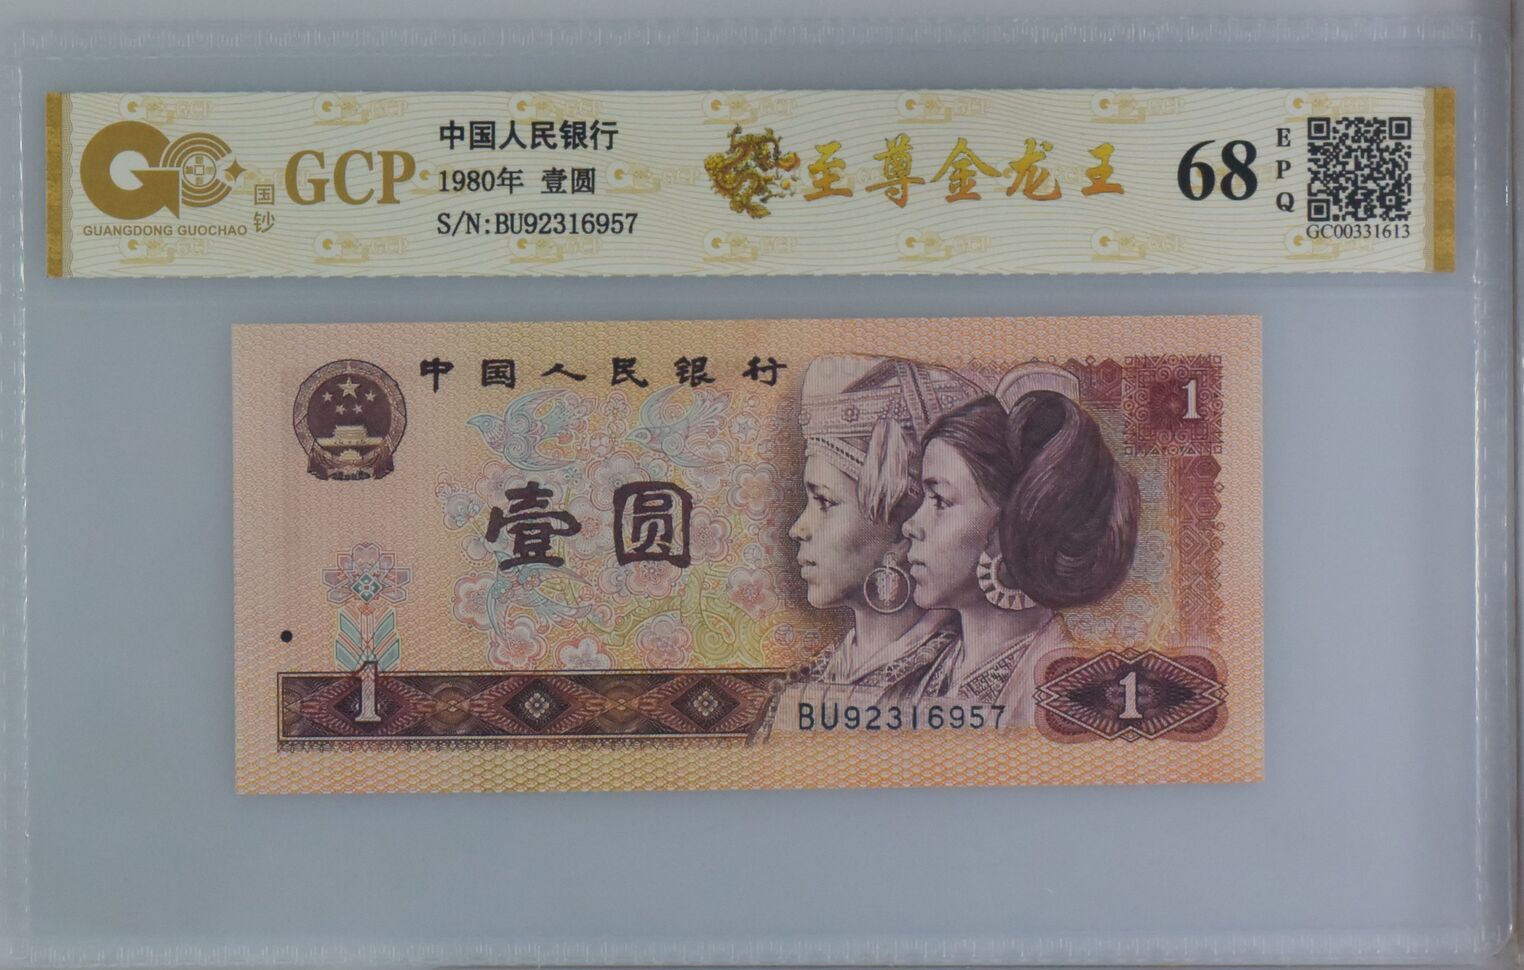 GUANGDONG GUOCHAO
国钞
GCP
中国人民银行
1980年 壹圆
S/N:BU92316957
至尊金龙王
68
EPQ
GC00331613
中国人民银行
1
壹圆
1
BU92316957
1